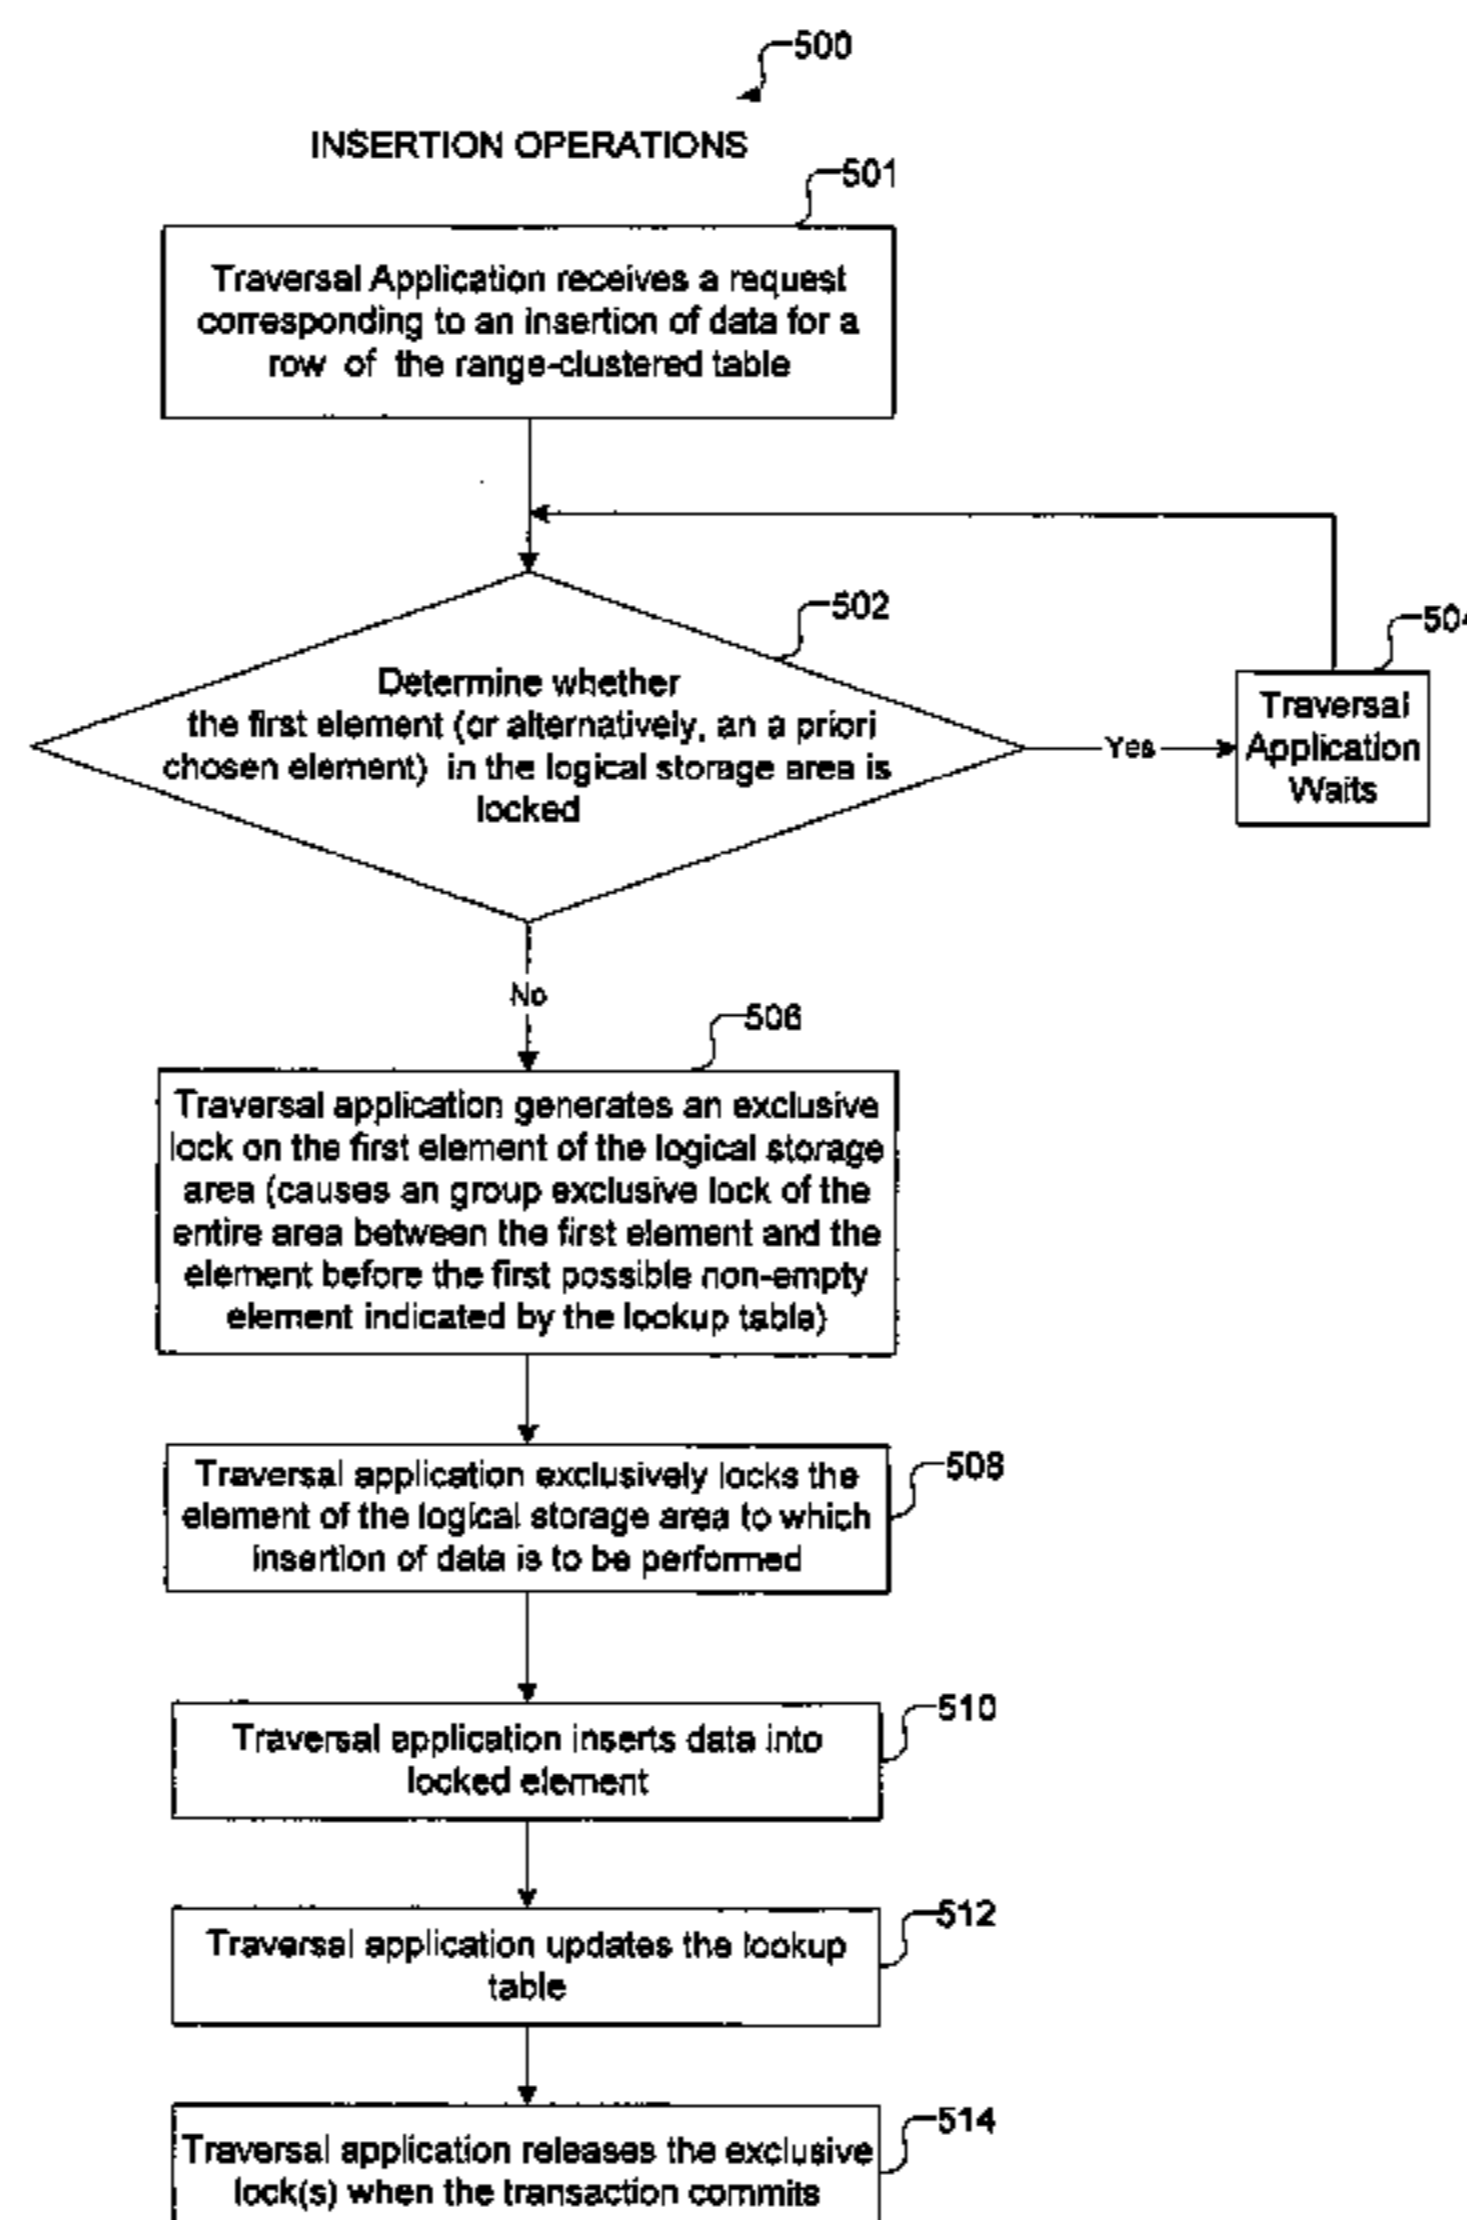 500
INSERTION OPERATIONS
501
Traversal Application receives a request
corresponding to an insertion of data for a
row of the range-clustered table
502
Determine whether
the first element (or alternatively, an a priori
chosen element) in the logical storage area is
locked
Yes
504
Traversal
Application
Waits
No
506
Traversal application generates an exclusive
lock on the first element of the logical storage
area (causes an group exclusive lock of the
entire area between the first element and the
element before the first possible non-empty
element indicated by the lookup table)
508
Traversal application exclusively locks the
element of the logical storage area to which
insertion of data is to be performed
510
Traversal application inserts data into
locked element
512
Traversal application updates the lookup
table
514
Traversal application releases the exclusive
lock(s) when the transaction commits